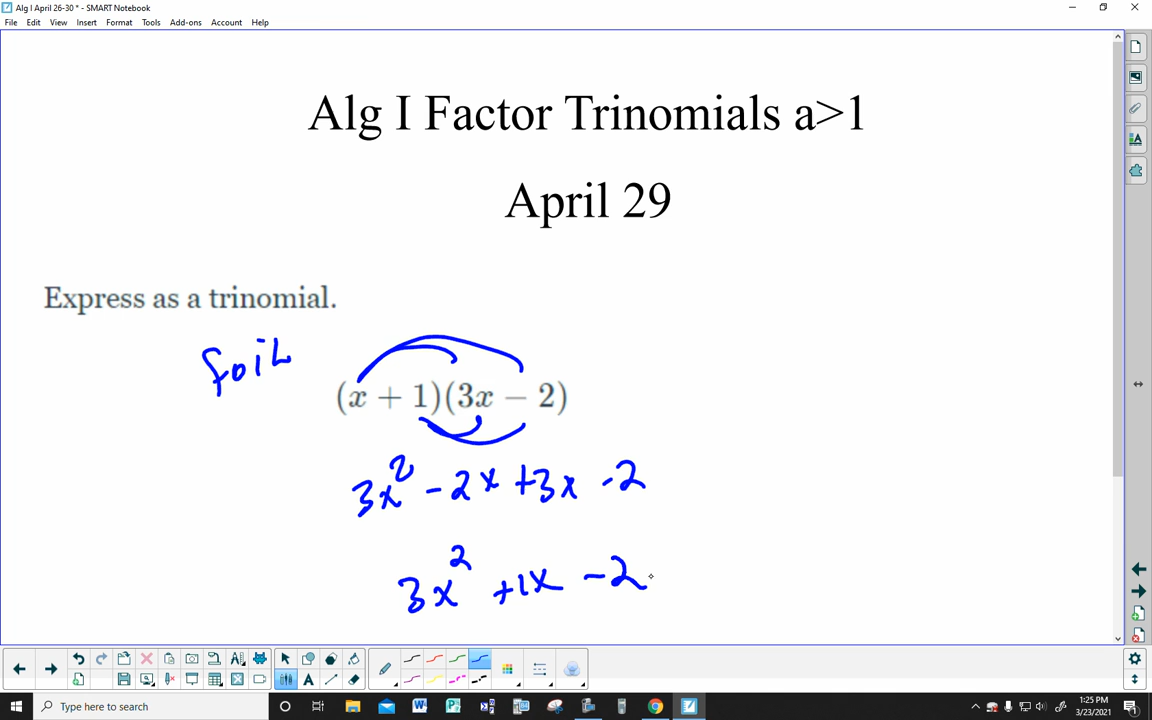 Alg I April 26-30 * - SMART Notebook
File Edit View Insert Format Tools Add-ons Account Help
Alg I Factor Trinomials a>1
April 29
Express as a trinomial.
foil
(x + 1)(3x − 2)
3x² - 2x + 3x - 2
3x² + 1x - 2
Type here to search
1:25 PM
3/23/2021